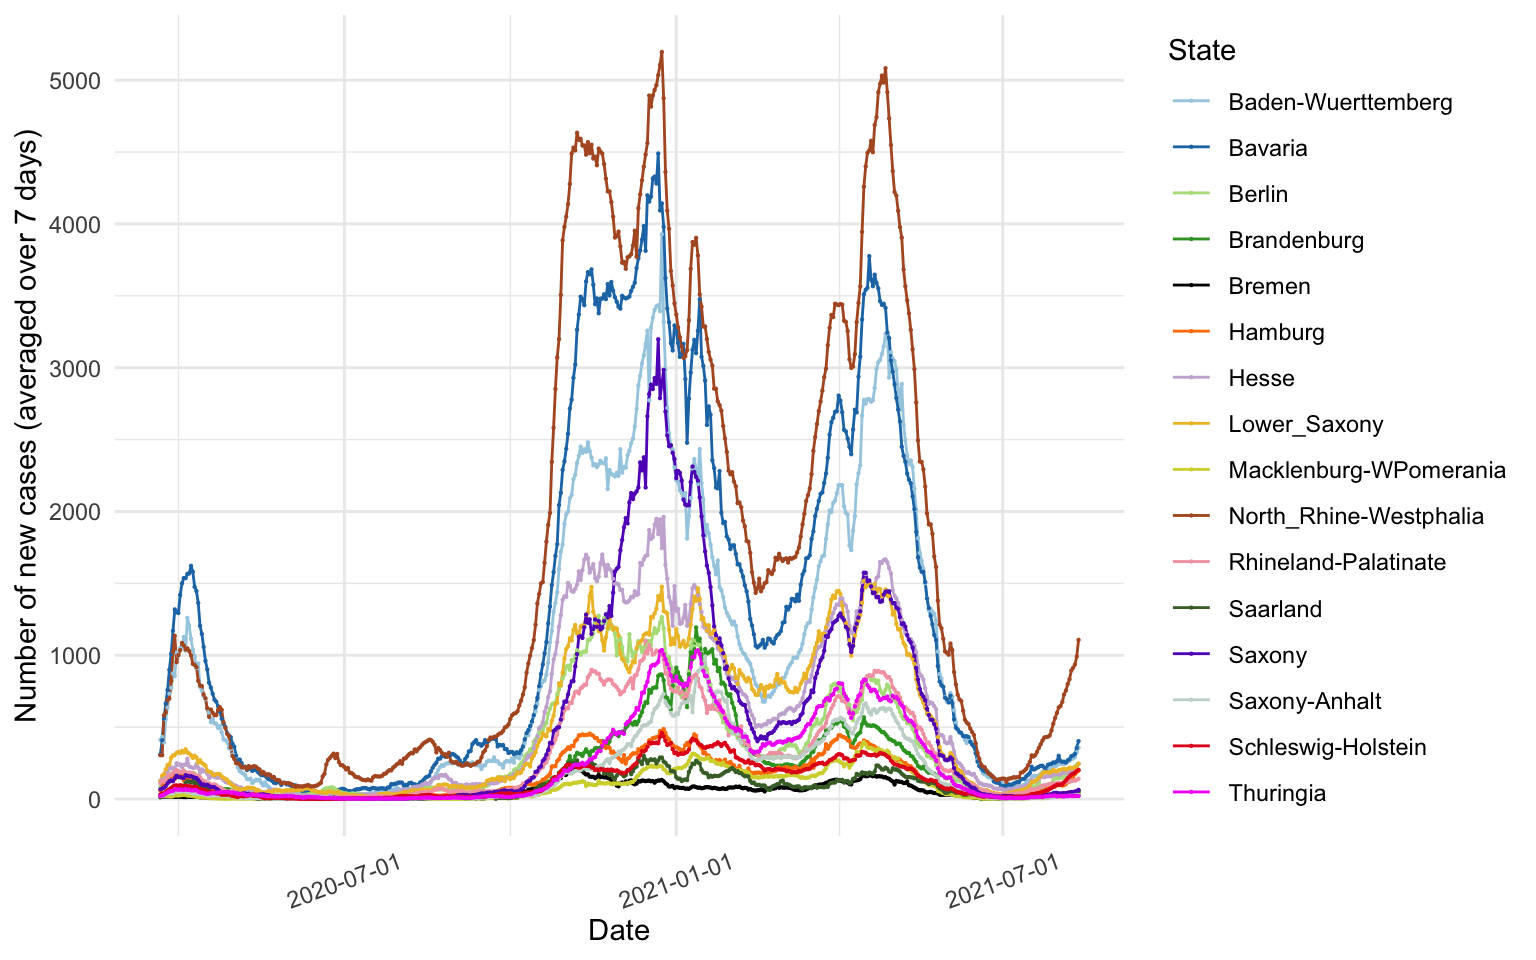 Number of new cases (averaged over 7 days)
5000
4000
3000
2000
1000
0
2020-07-01
2021-01-01
2021-07-01
Date
State
Baden-Wuerttemberg
Bavaria
Berlin
Brandenburg
Bremen
Hamburg
Hesse
Lower_Saxony
Macklenburg-WPomerania
North_Rhine-Westphalia
Rhineland-Palatinate
Saarland
Saxony
Saxony-Anhalt
Schleswig-Holstein
Thuringia